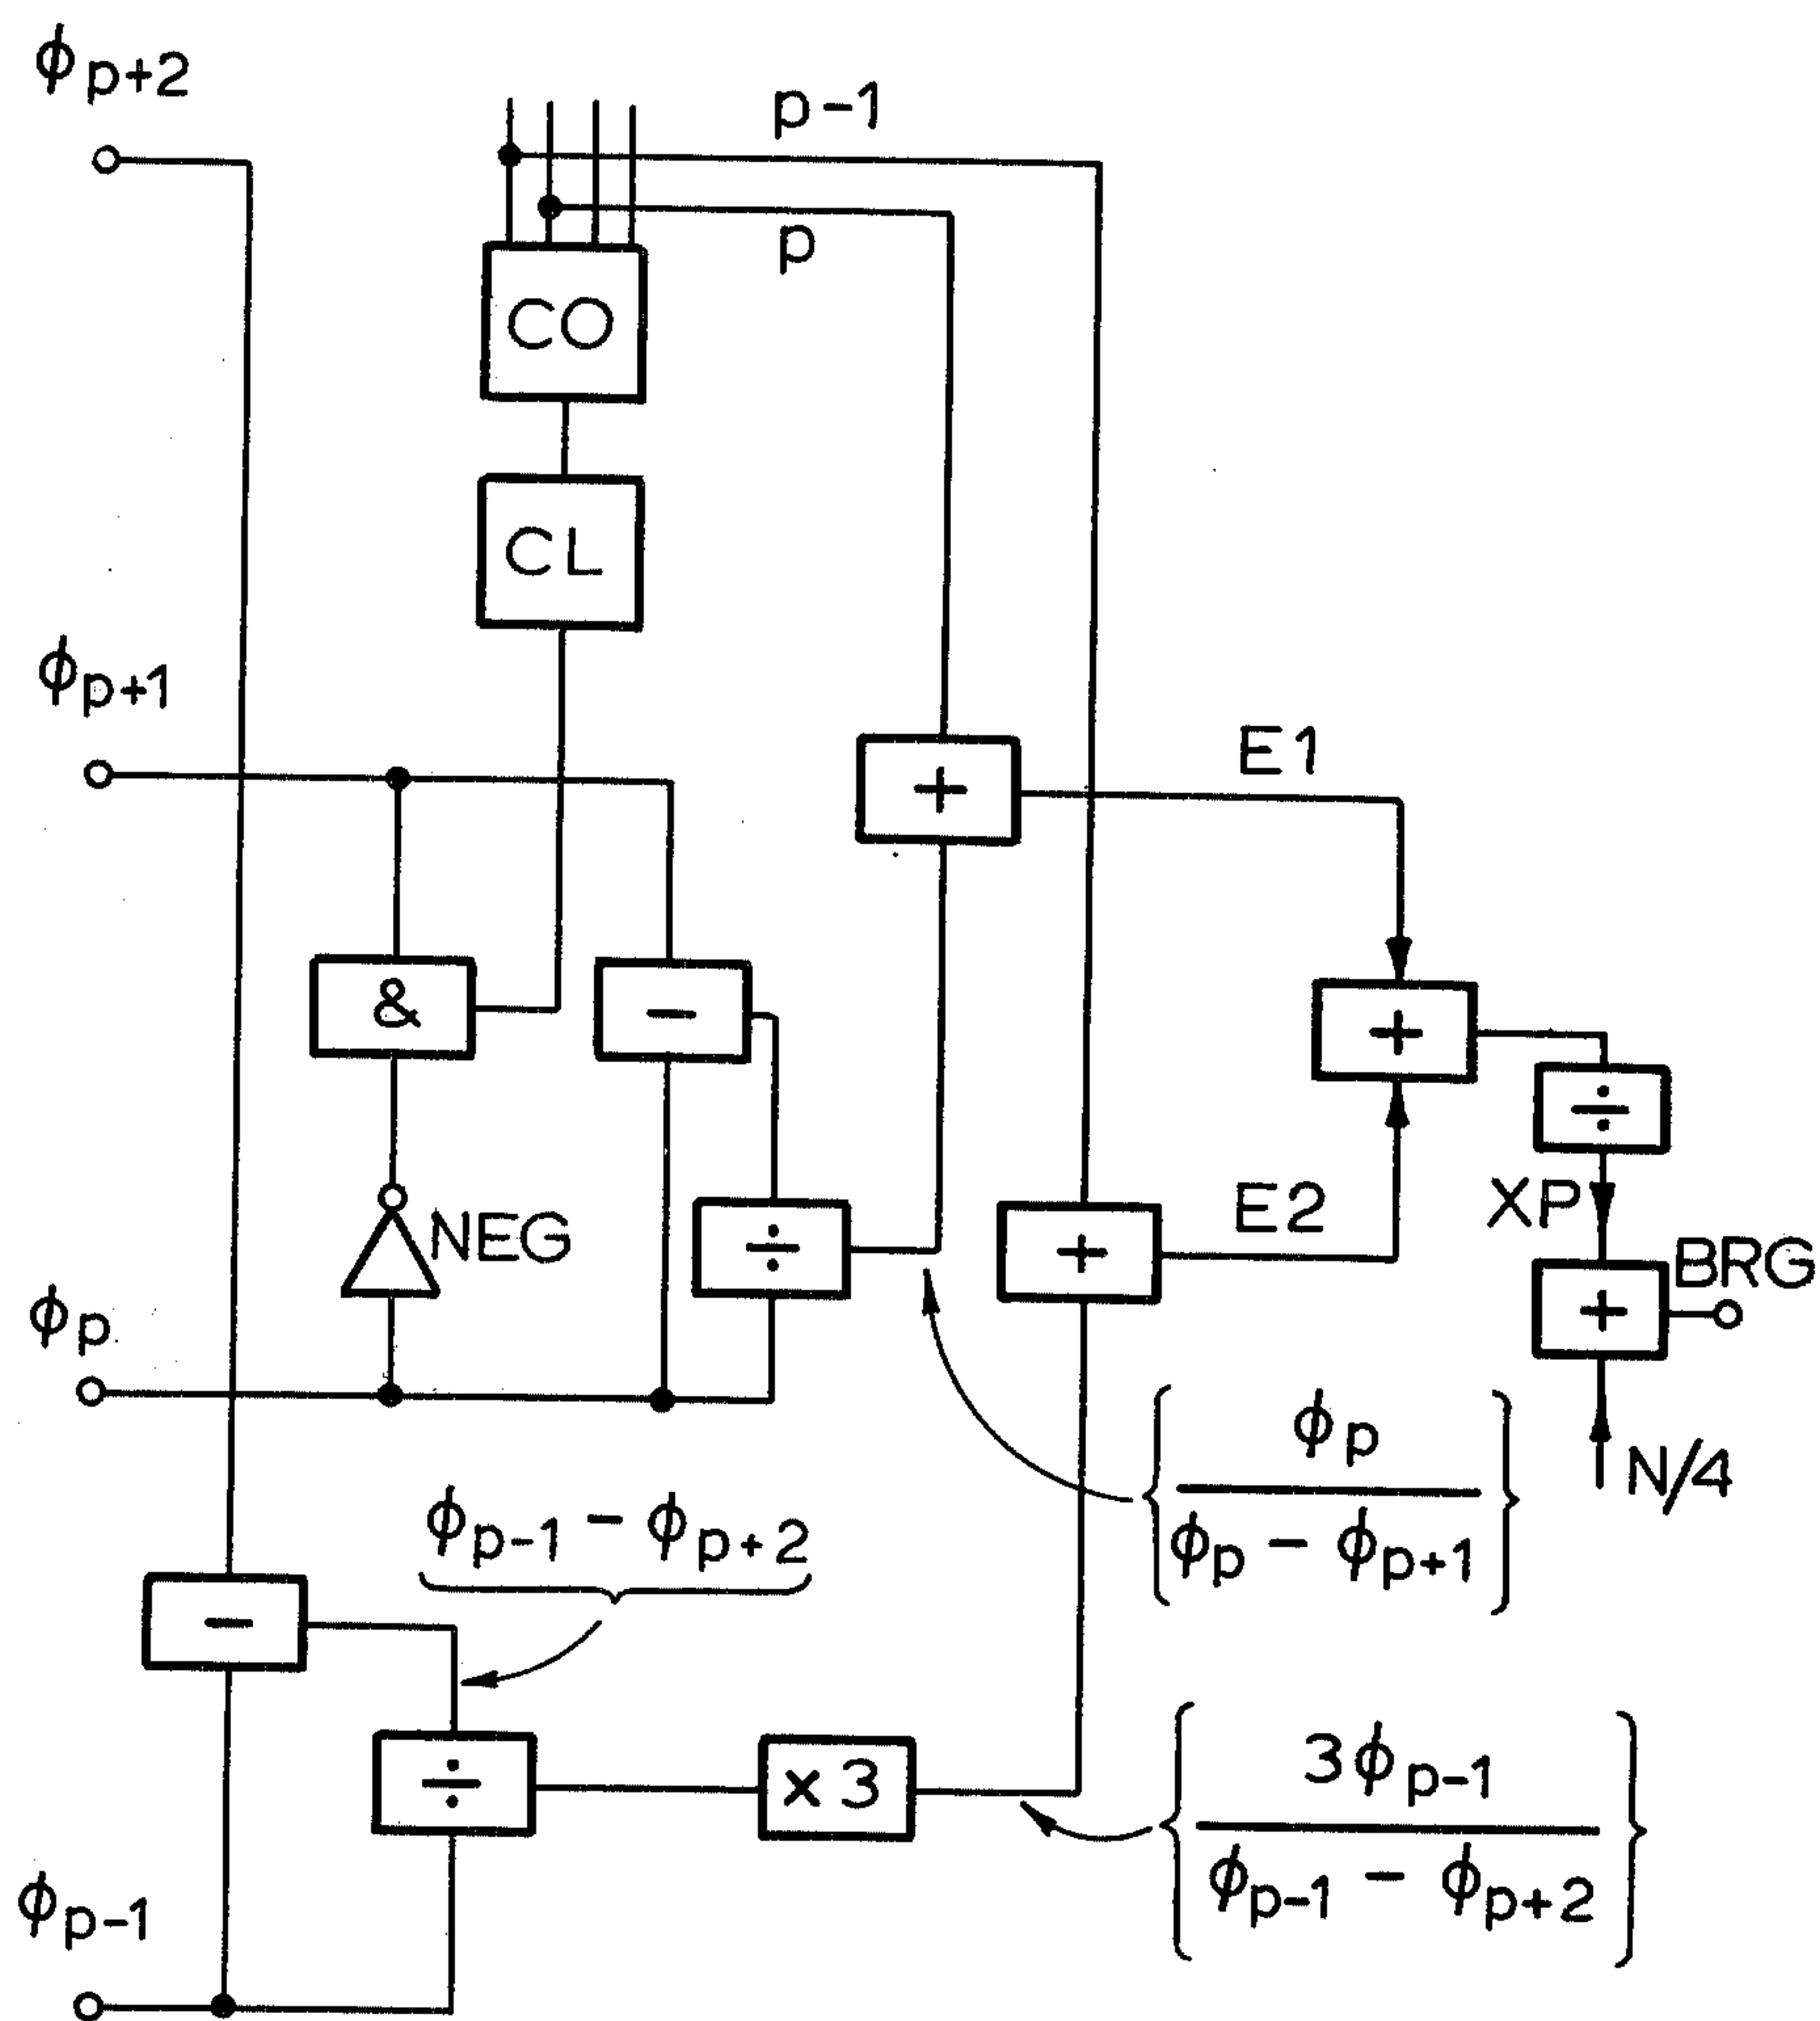 ϕp+2
p-1
p
CO
CL
ϕp+1
+
E1
&
-
+
÷
NEG
÷
+
E2
XP
BRG
+
ϕp
N/4
ϕp
ϕp - ϕp+1
ϕp-1 - ϕp+2
-
÷
x3
3ϕp-1
ϕp-1 - ϕp+2
ϕp-1